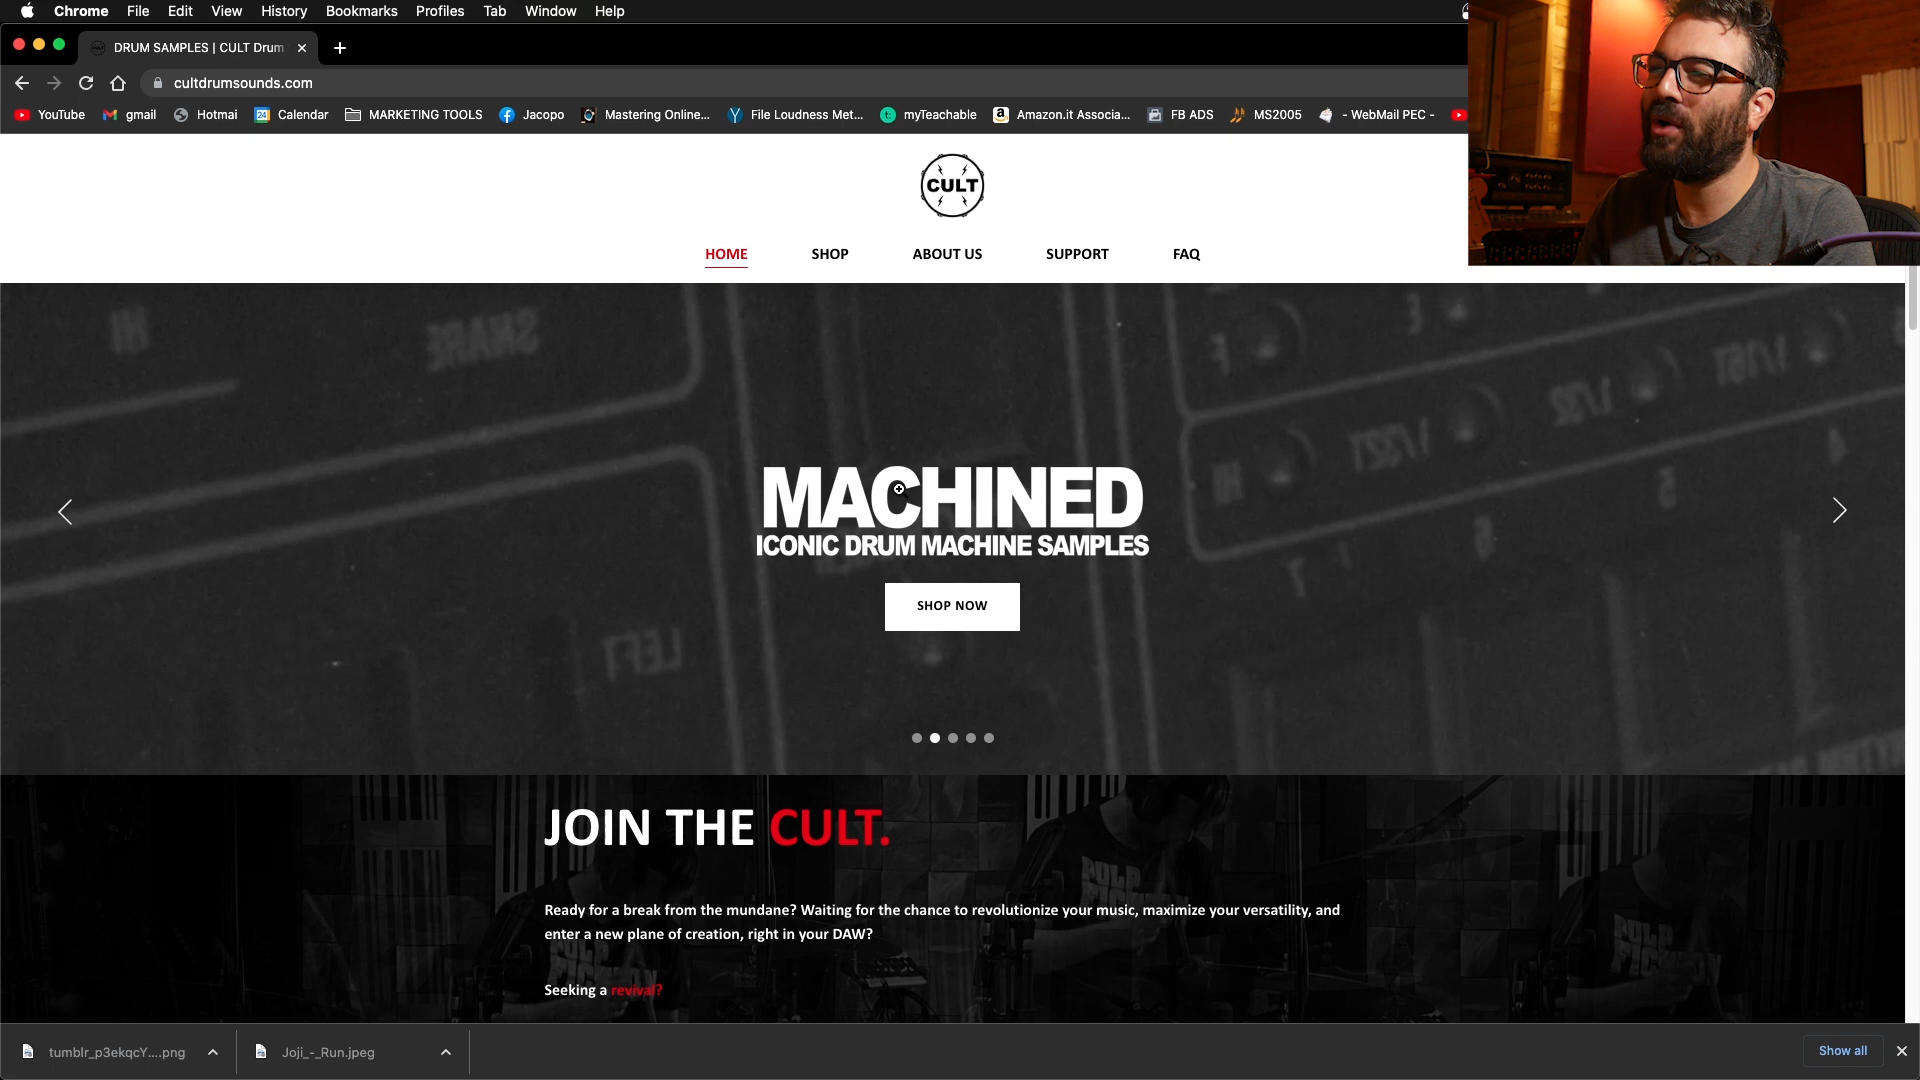 Chrome File Edit View History Bookmarks Profiles Tab Window Help
DRUM SAMPLES | CULT Drum
cultdrumsounds.com
YouTube gmail Hotmai Calendar MARKETING TOOLS Jacopo Mastering Online... File Loudness Met... myTeachable Amazon.it Associa... FB ADS MS2005 - WebMail PEC -
CULT
HOME SHOP ABOUT US SUPPORT FAQ
MACHINED
ICONIC DRUM MACHINE SAMPLES
SHOP NOW
LEFT
JOIN THE CULT.
Ready for a break from the mundane? Waiting for the chance to revolutionize your music, maximize your versatility, and
enter a new plane of creation, right in your DAW?
Seeking a revival?
tumblr_p3ekqcY....png Joji_-_Run.jpeg Show all